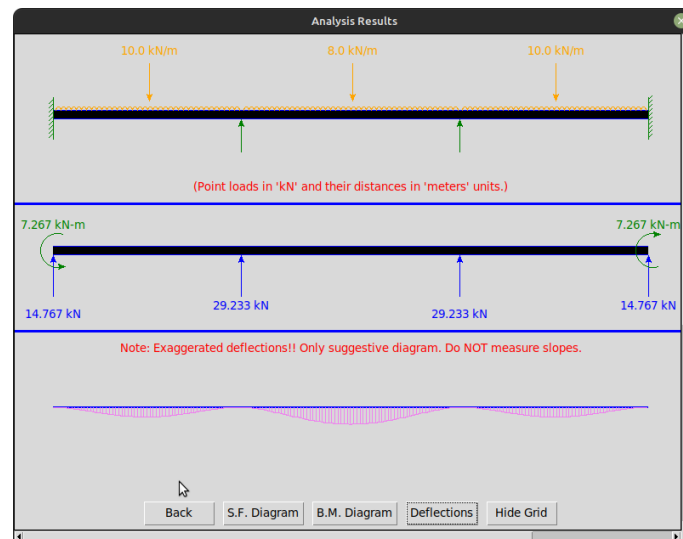 Analysis Results
10.0 kN/m 8.0 kN/m 10.0 kN/m
(Point loads in 'kN' and their distances in 'meters' units.)
7.267 kN-m 7.267 kN-m
14.767 kN 29.233 kN 29.233 kN 14.767 kN
Note: Exaggerated deflections!! Only suggestive diagram. Do NOT measure slopes.
Back S.F. Diagram B.M. Diagram Deflections Hide Grid